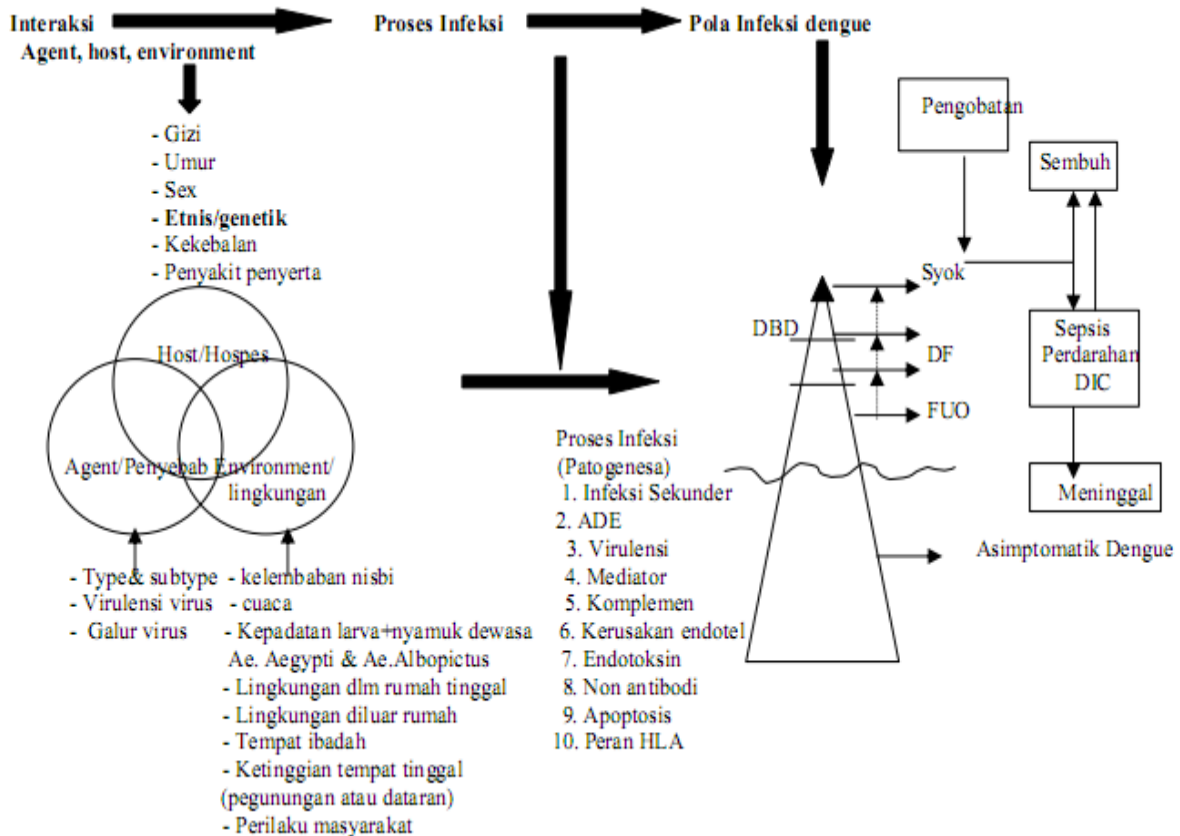 Interaksi
Agent, host, environment
Proses Infeksi
Pola Infeksi dengue
- Gizi
- Umur
- Sex
- Etnis/genetik
- Kekebalan
- Penyakit penyerta
Host/Hospes
Agent/Penyebab
Environment/
lingkungan
- Type& subtype
- Virulensi virus
- Galur virus
- kelembaban nisbi
- cuaca
- Kepadatan larva+nyamuk dewasa
Ae. Aegypti & Ae.Albopictus
- Lingkungan dlm rumah tinggal
- Lingkungan diluar rumah
- Tempat ibadah
- Ketinggian tempat tinggal
(pegunungan atau dataran)
- Perilaku masyarakat
Proses Infeksi
(Patogenesa)
1. Infeksi Sekunder
2. ADE
3. Virulensi
4. Mediator
5. Komplemen
6. Kerusakan endotel
7. Endotoksin
8. Non antibodi
9. Apoptosis
10. Peran HLA
Pengobatan
Sembuh
Syok
DBD
DF
FUO
Sepsis
Perdarahan
DIC
Meninggal
Asimptomatik Dengue